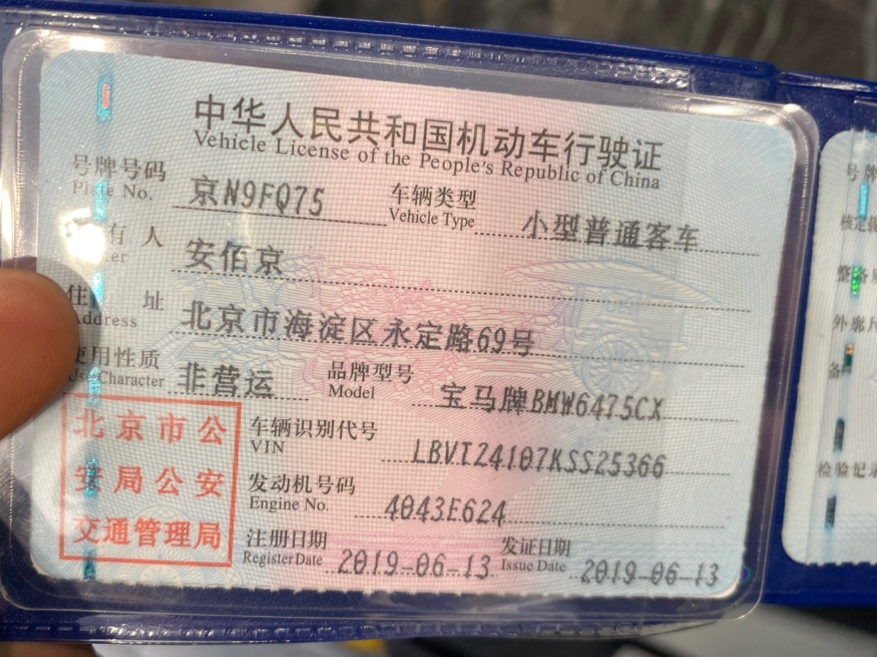 中华人民共和国机动车行驶证
Vehicle License of the People's Republic of China
号牌号码 京N9FQ75 车辆类型 小型普通客车
Plate No. Vehicle Type
有 人 安佰京
住 址 北京市海淀区永定路69号
Address
使用性质 非营运 品牌型号 宝马牌BMW6475CX
Use Character Model
北京市公
安局公安
交通管理局
车辆识别代号 LBVTZ4107KSS25366
VIN
发动机号码 4043E624
Engine No.
注册日期 2019-06-13 发证日期 2019-06-13
Register Date Issue Date
号牌
核定载
整备质
外廓尺
备
检验记录